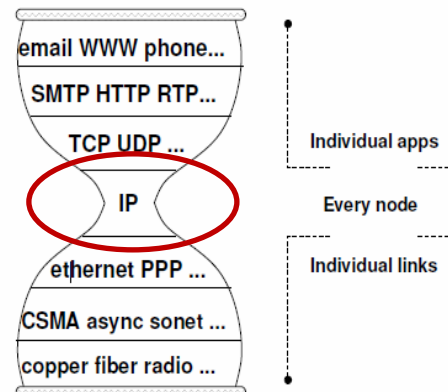 email WWW phone...
SMTP HTTP RTP...
TCP UDP ...
IP
ethernet PPP ...
CSMA async sonet ...
copper fiber radio ...
Individual apps
Every node
Individual links